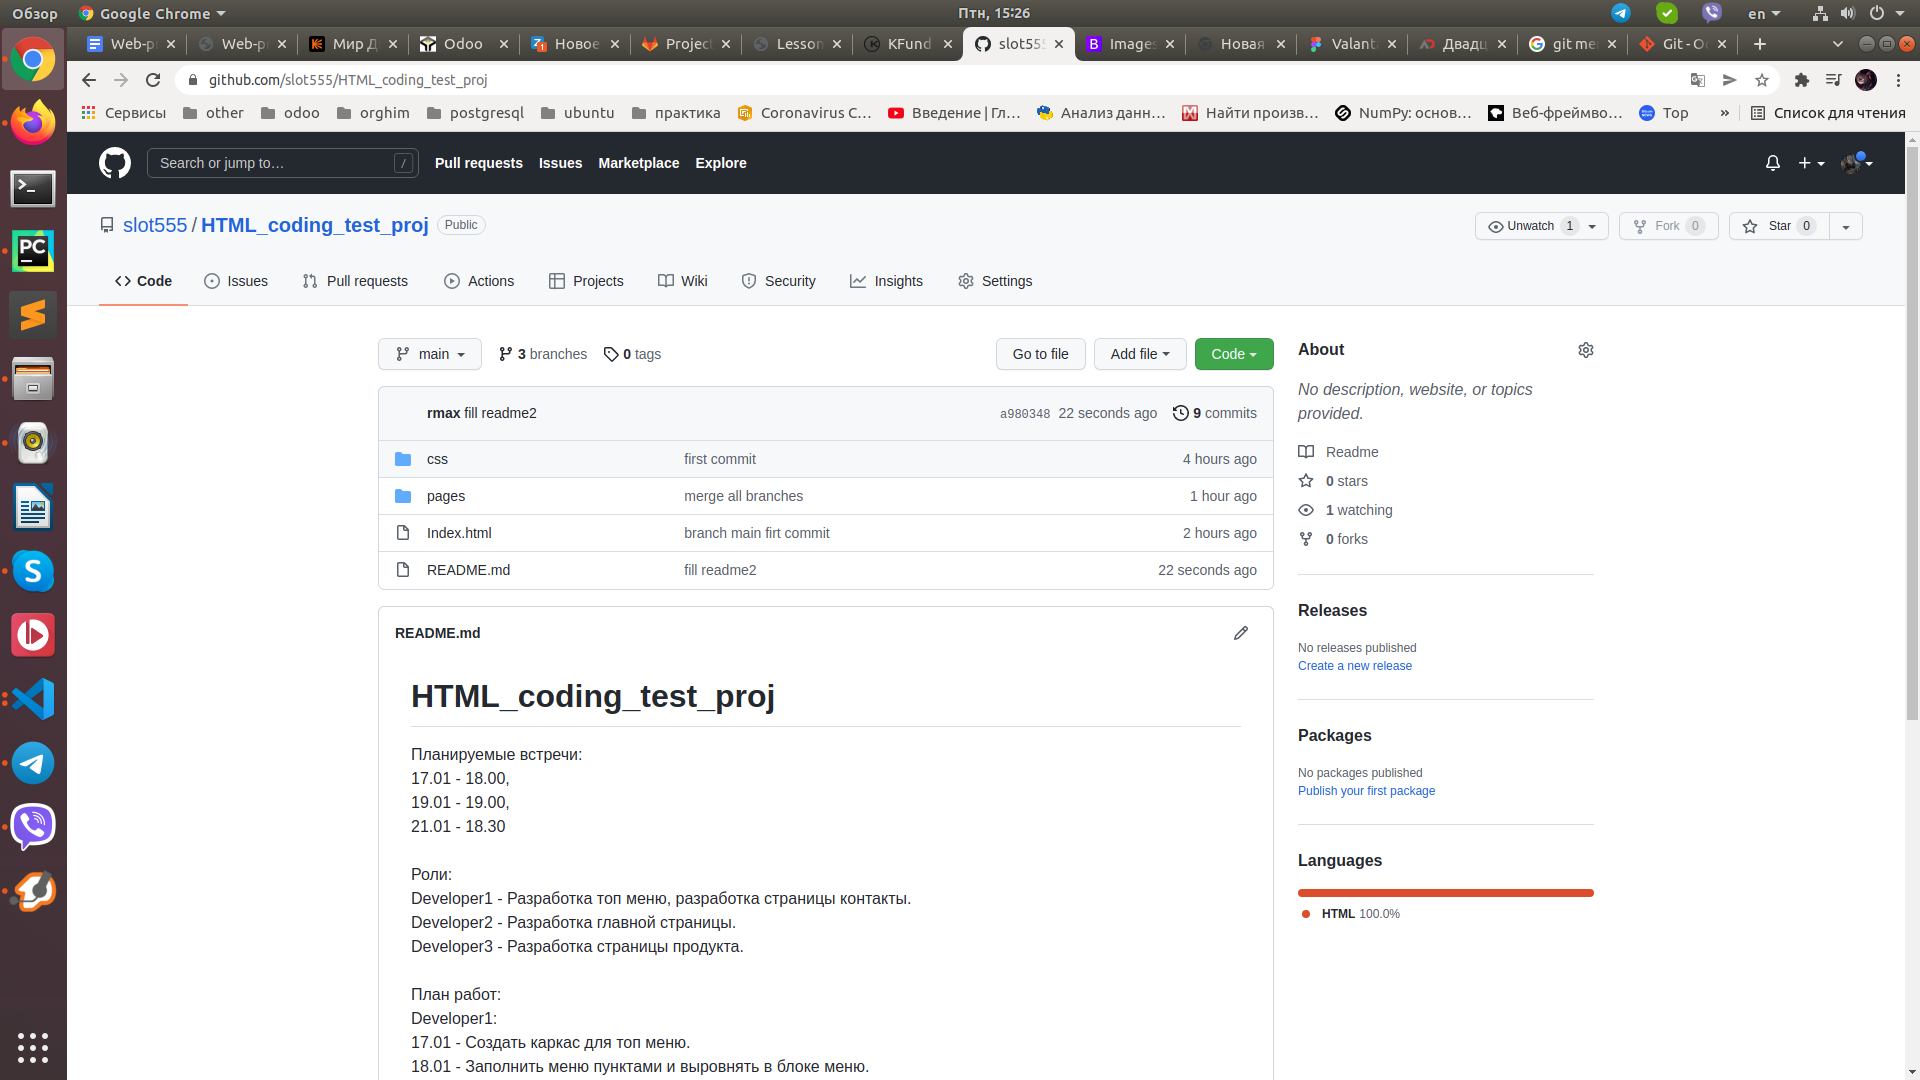 Обзор Google Chrome Птн, 15:26 en
Web-p Web-p Мир Д Odoo Новое Project Lesson KFund slot555 Images Новая Valant Двадц git me Git - O
github.com/slot555/HTML_coding_test_proj
Сервисы other odoo orghim postgresql ubuntu практика Coronavirus C… Введение | Гл… Анализ данн… Найти произв… NumPy: основ… Веб-фреймво… Top » Список для чтения
Search or jump to… / Pull requests Issues Marketplace Explore
slot555 / HTML_coding_test_proj Public Unwatch 1 Fork 0 Star 0
Code Issues Pull requests Actions Projects Wiki Security Insights Settings
main 3 branches 0 tags Go to file Add file Code
rmax fill readme2 a980348 22 seconds ago 9 commits
css first commit 4 hours ago
pages merge all branches 1 hour ago
Index.html branch main firt commit 2 hours ago
README.md fill readme2 22 seconds ago
README.md
HTML_coding_test_proj
Планируемые встречи:
17.01 - 18.00,
19.01 - 19.00,
21.01 - 18.30
Роли:
Developer1 - Разработка топ меню, разработка страницы контакты.
Developer2 - Разработка главной страницы.
Developer3 - Разработка страницы продукта.
План работ:
Developer1:
17.01 - Создать каркас для топ меню.
18.01 - Заполнить меню пунктами и выровнять в блоке меню.
About
No description, website, or topics
provided.
Readme
0 stars
1 watching
0 forks
Releases
No releases published
Create a new release
Packages
No packages published
Publish your first package
Languages
HTML 100.0%